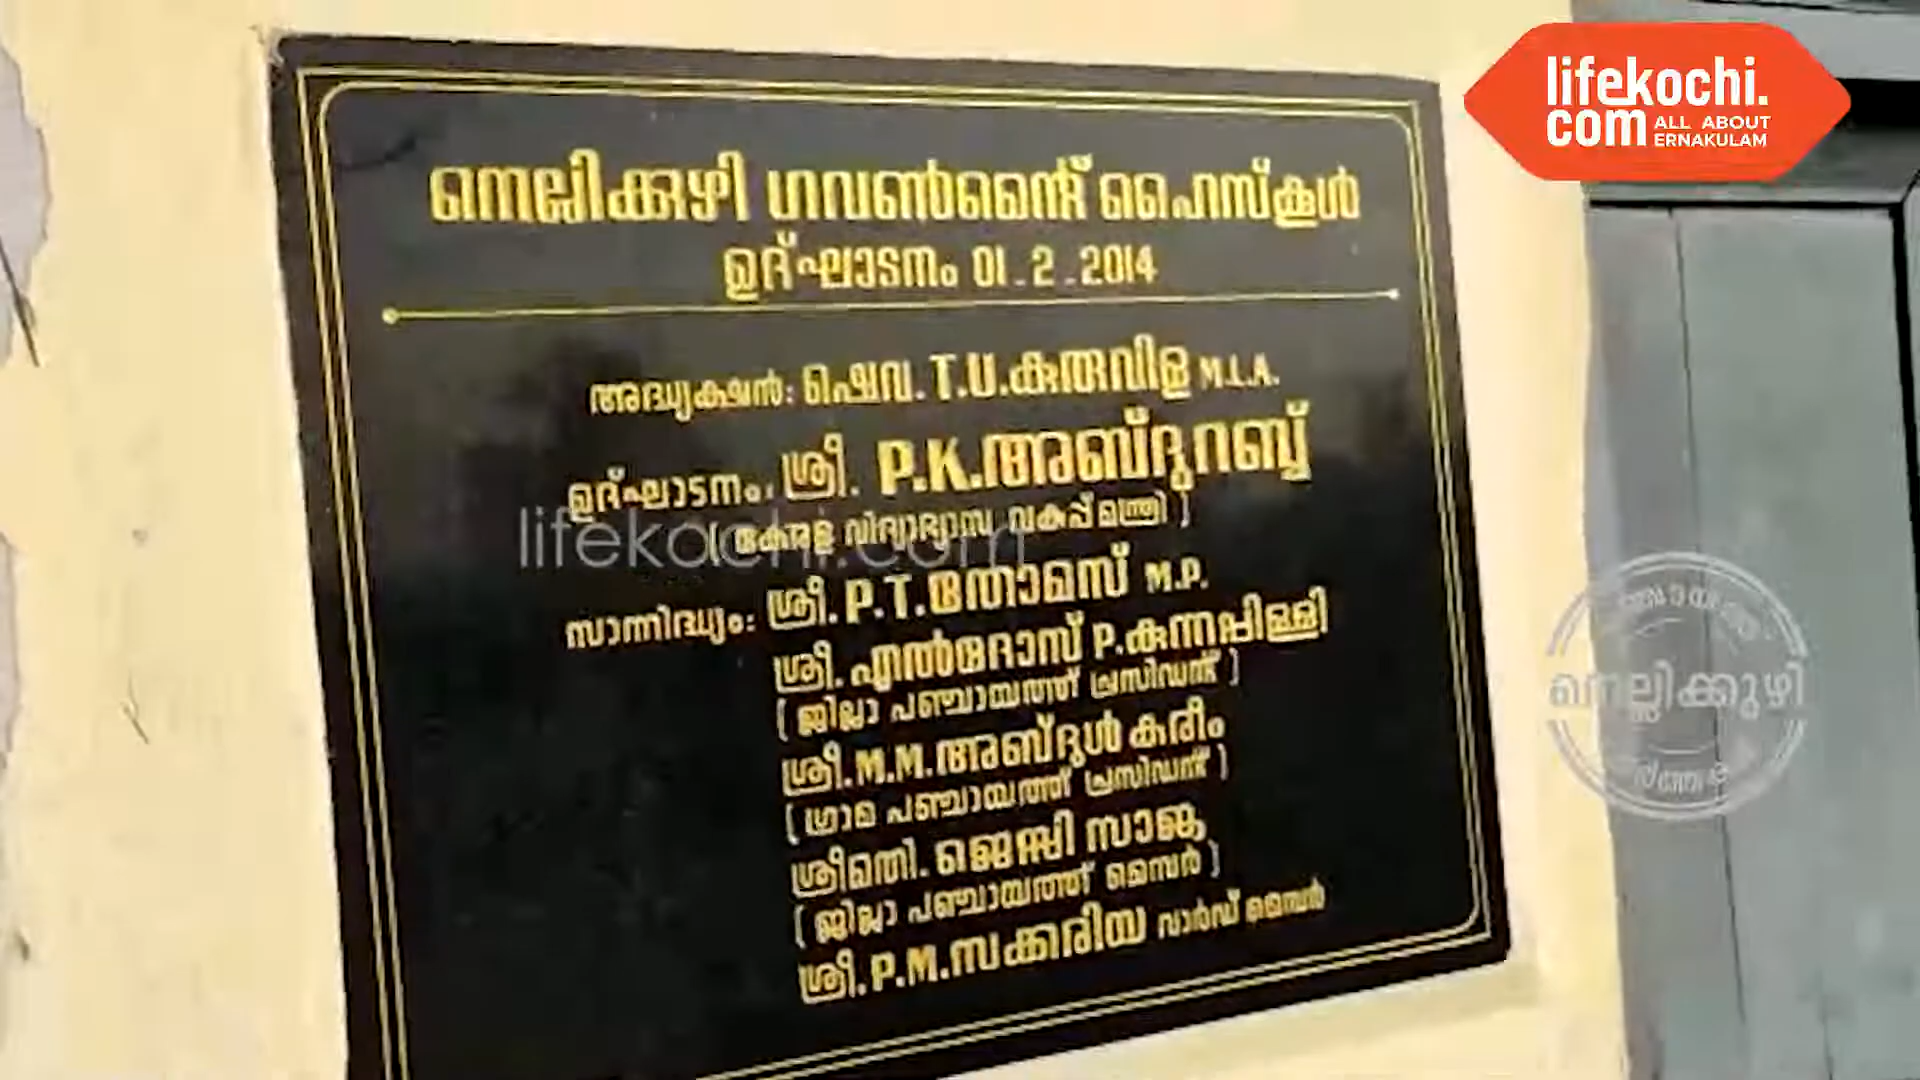 lifekochi.
com ALL ABOUT
ERNAKULAM
നെല്ലിക്കുഴി ഗവൺമെന്റ് ഹൈസ്കൂൾ
ഉദ്ഘാടനം 01.2.2014
അദ്ധ്യക്ഷൻ: ഷെവ. T.U.കുരുവിള M.L.A.
ഉദ്ഘാടനം: ശ്രീ. P.K.അബ്ദുറബ്ബ്
(കേരള വിദ്യാഭ്യാസ വകുപ്പ് മന്ത്രി)
lifekochi.com
സാന്നിദ്ധ്യം: ശ്രീ. P.T.തോമസ് M.P.
ശ്രീ. എൽദോസ് P.കുന്നപ്പിള്ളി
(ജില്ലാ പഞ്ചായത്ത് പ്രസിഡന്റ്)
ശ്രീ.M.M.അബ്ദുൾ കരീം
(ഗ്രാമ പഞ്ചായത്ത് പ്രസിഡന്റ്)
ശ്രീമതി. ജെസ്സി സാജു
(ജില്ലാ പഞ്ചായത്ത് മെമ്പർ)
ശ്രീ.P.M.സക്കരിയ വാർഡ് മെമ്പർ
നെല്ലിക്കുഴി